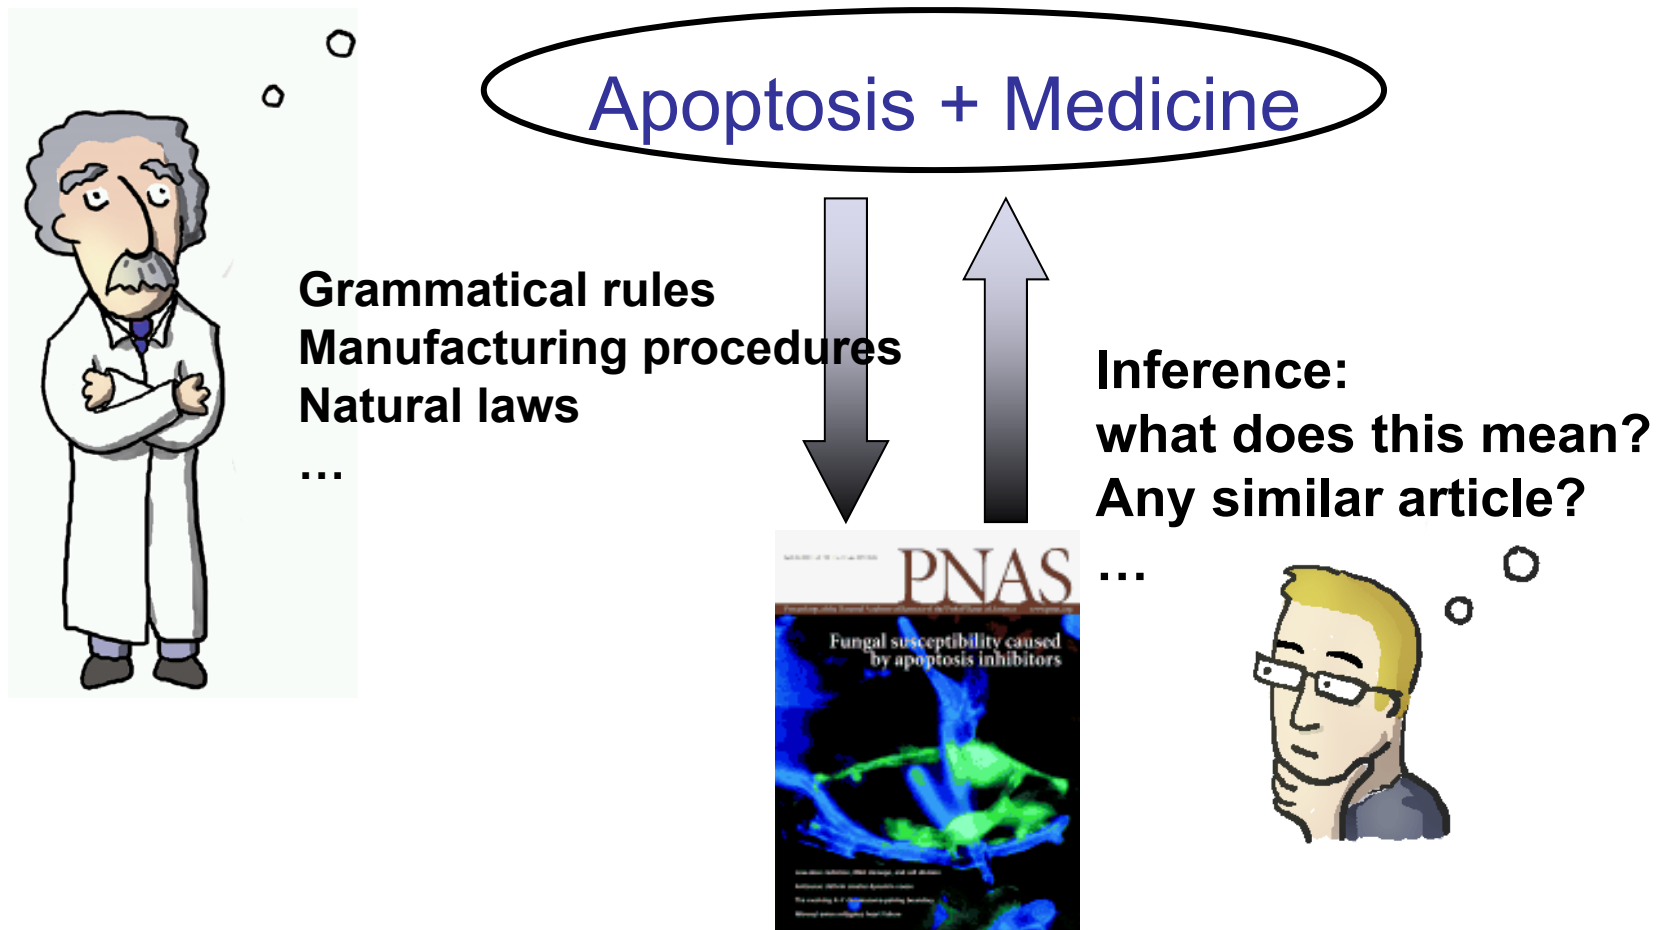 Apoptosis + Medicine
Grammatical rules
Manufacturing procedures
Natural laws
…
Inference:
what does this mean?
Any similar article?
…
PNAS
Fungal susceptibility caused
by apoptosis inhibitors